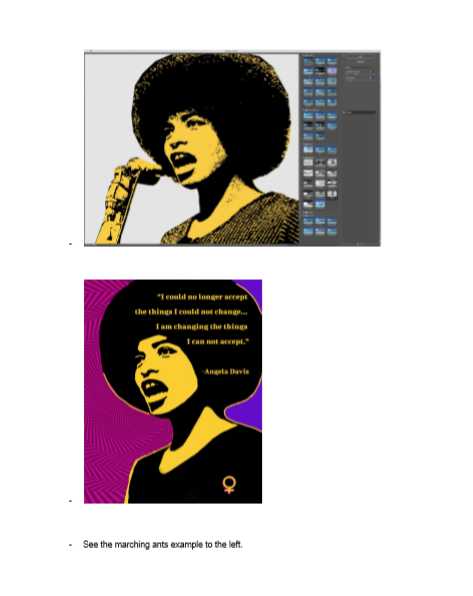 -
"I could no longer accept
the things I could not change...
I am changing the things
I can not accept."
-Angela Davis
-
- See the marching ants example to the left.